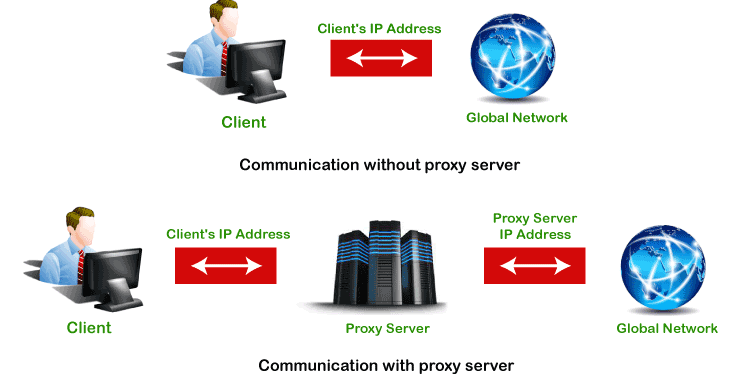 Client's IP Address
Client
Global Network
Communication without proxy server
Client's IP Address
Proxy Server
IP Address
Client
Proxy Server
Global Network
Communication with proxy server